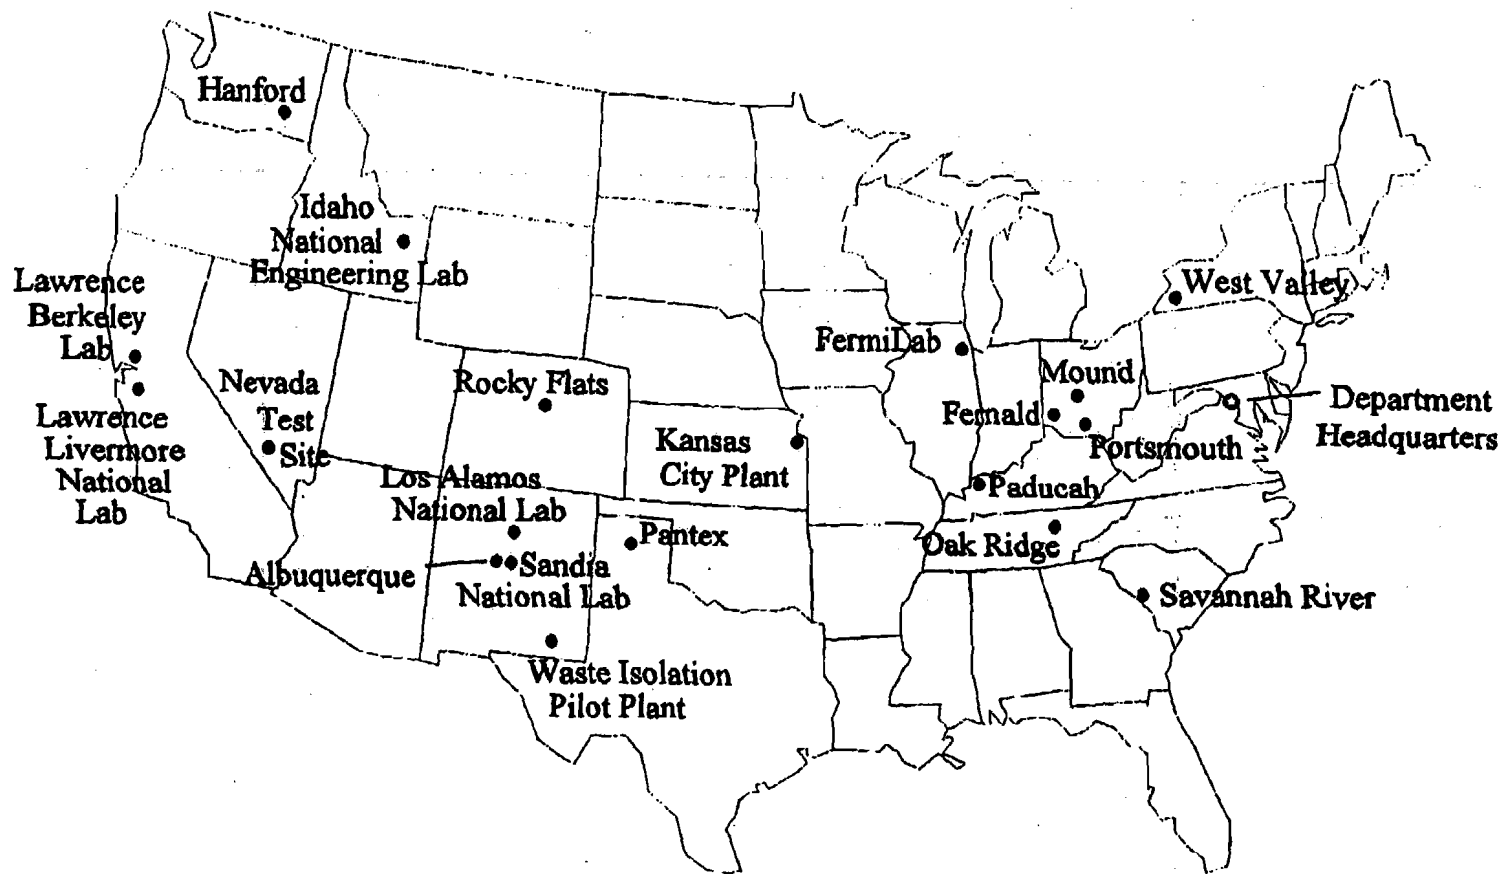 Hanford
Idaho
National
Engineering Lab
Lawrence
Berkeley
Lab
Lawrence
Livermore
National
Lab
Nevada
Test
Site
Rocky Flats
Los Alamos
National Lab
Albuquerque
Sandia
National Lab
Pantex
Waste Isolation
Pilot Plant
Kansas
City Plant
FermiLab
Mound
Fernald
Portsmouth
Paducah
Oak Ridge
West Valley
Department
Headquarters
Savannah River